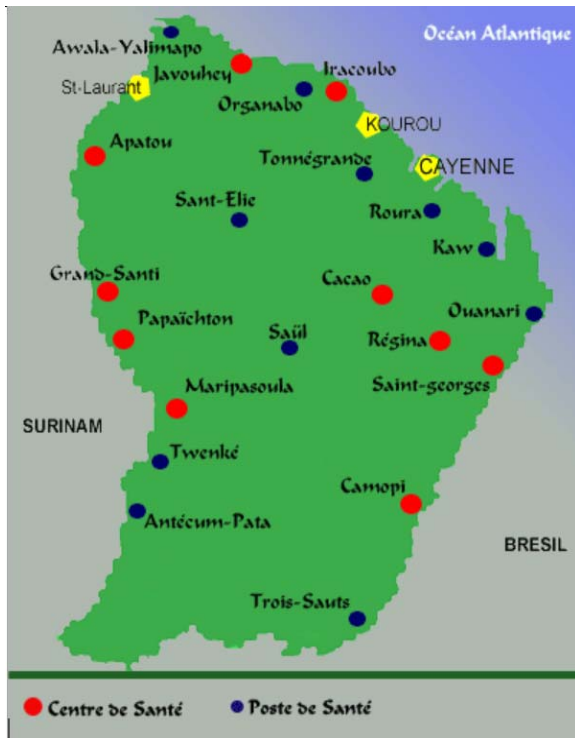 Océan Atlantique
Awala-Yalimapo
Javouhey
Iracoubo
St-Laurant
Organabo
KOUROU
Apatou
Tonnégrande
CAYENNE
Sant-Elie
Roura
Kaw
Grand-Santi
Cacao
Papaïchton
Ouanari
Saül
Régina
Saint-georges
Maripasoula
SURINAM
Twenké
Camopi
Antécum-Pata
BRESIL
Trois-Sauts
Centre de Santé
Poste de Santé